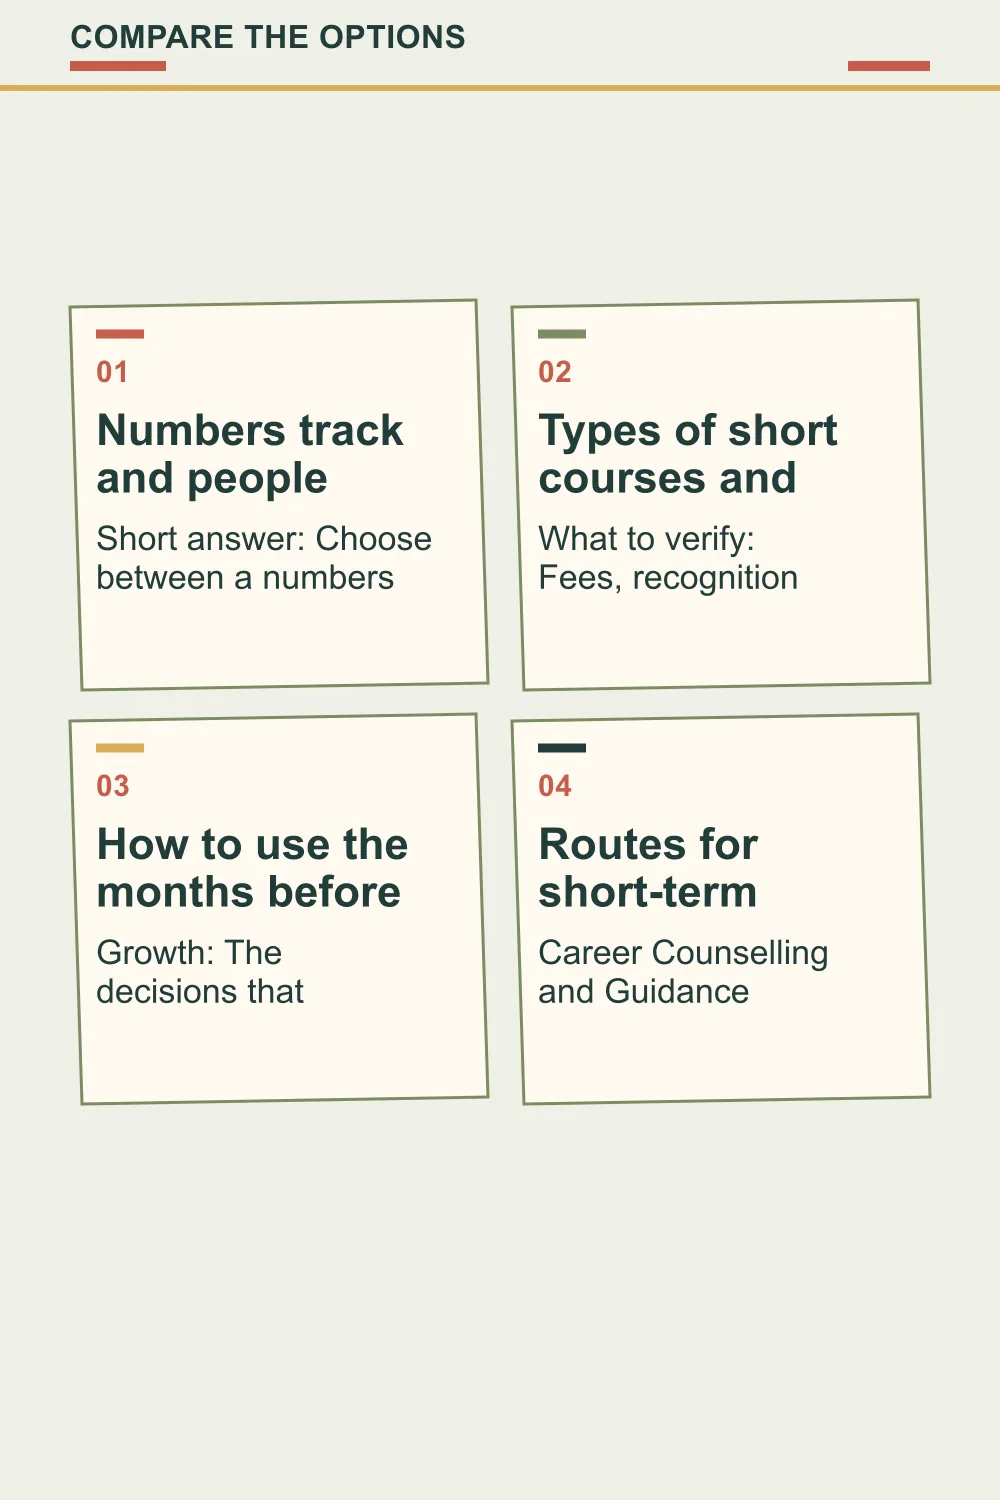 COMPARE THE OPTIONS
01
Numbers track
and people
Short answer: Choose
between a numbers
02
Types of short
courses and
What to verify:
Fees, recognition
03
How to use the
months before
Growth: The
decisions that
04
Routes for
short-term
Career Counselling
and Guidance